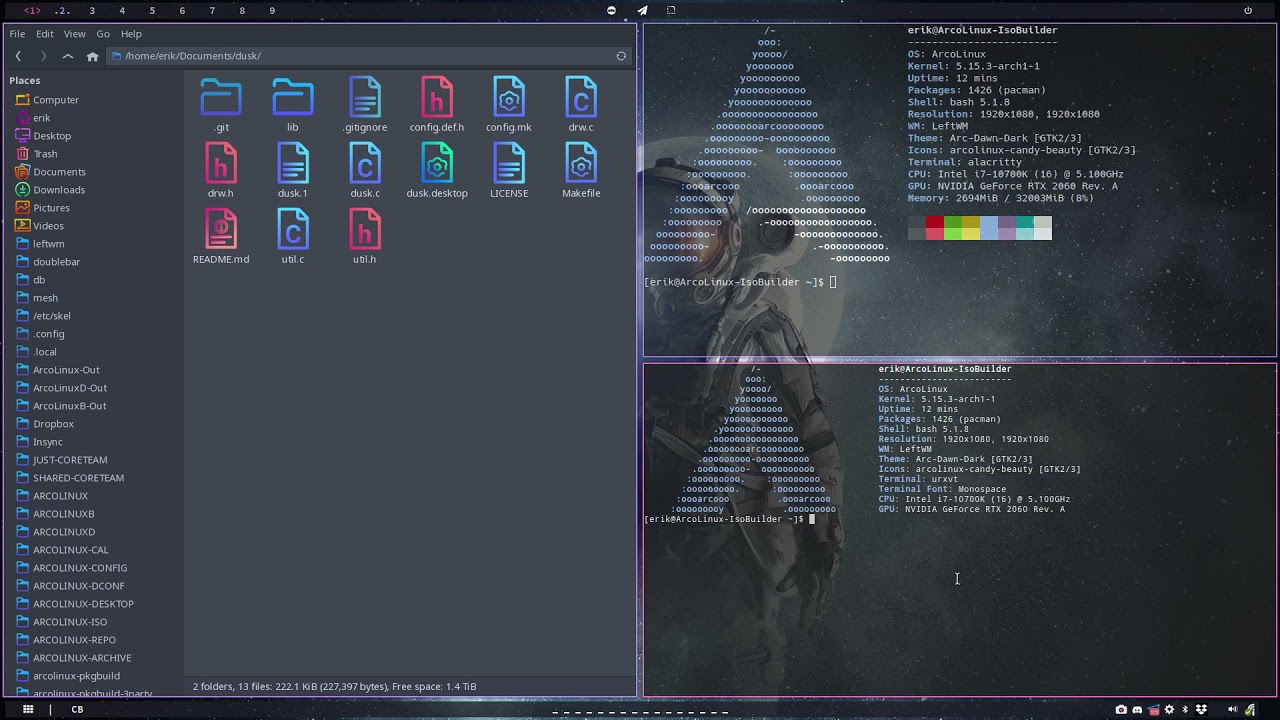 <1> .2. 3 4 5 6 7 8 9
File Edit View Go Help
/home/erik/Documents/dusk/
Places
Computer
erik
Desktop
Trash
Documents
Downloads
Pictures
Videos
leftwm
doublebar
db
mesh
/etc/skel
.config
.local
ArcoLinux-Out
ArcoLinuxD-Out
ArcoLinuxB-Out
Dropbox
Insync
JUST-CORETEAM
SHARED-CORETEAM
ARCOLINUX
ARCOLINUXB
ARCOLINUXD
ARCOLINUX-CAL
ARCOLINUX-CONFIG
ARCOLINUX-DCONF
ARCOLINUX-DESKTOP
ARCOLINUX-ISO
ARCOLINUX-REPO
ARCOLINUX-ARCHIVE
arcolinux-pkgbuild
arcolinux-pkgbuild-3party
.git lib .gitignore config.def.h config.mk drw.c
drw.h dusk.1 dusk.c dusk.desktop LICENSE Makefile
README.md util.c util.h
2 folders, 13 files: 222.1 KiB (227,397 bytes), Free space: 1.4 TiB
erik@ArcoLinux-IsoBuilder
-------------------------
OS: ArcoLinux
Kernel: 5.15.3-arch1-1
Uptime: 12 mins
Packages: 1426 (pacman)
Shell: bash 5.1.8
Resolution: 1920x1080, 1920x1080
WM: LeftWM
Theme: Arc-Dawn-Dark [GTK2/3]
Icons: arcolinux-candy-beauty [GTK2/3]
Terminal: alacritty
CPU: Intel i7-10700K (16) @ 5.100GHz
GPU: NVIDIA GeForce RTX 2060 Rev. A
Memory: 2694MiB / 32003MiB (8%)
[erik@ArcoLinux-IsoBuilder ~]$
erik@ArcoLinux-IsoBuilder
-------------------------
OS: ArcoLinux
Kernel: 5.15.3-arch1-1
Uptime: 12 mins
Packages: 1426 (pacman)
Shell: bash 5.1.8
Resolution: 1920x1080, 1920x1080
WM: LeftWM
Theme: Arc-Dawn-Dark [GTK2/3]
Icons: arcolinux-candy-beauty [GTK2/3]
Terminal: urxvt
Terminal Font: Monospace
CPU: Intel i7-10700K (16) @ 5.100GHz
GPU: NVIDIA GeForce RTX 2060 Rev. A
[erik@ArcoLinux-IsoBuilder ~]$
| CB